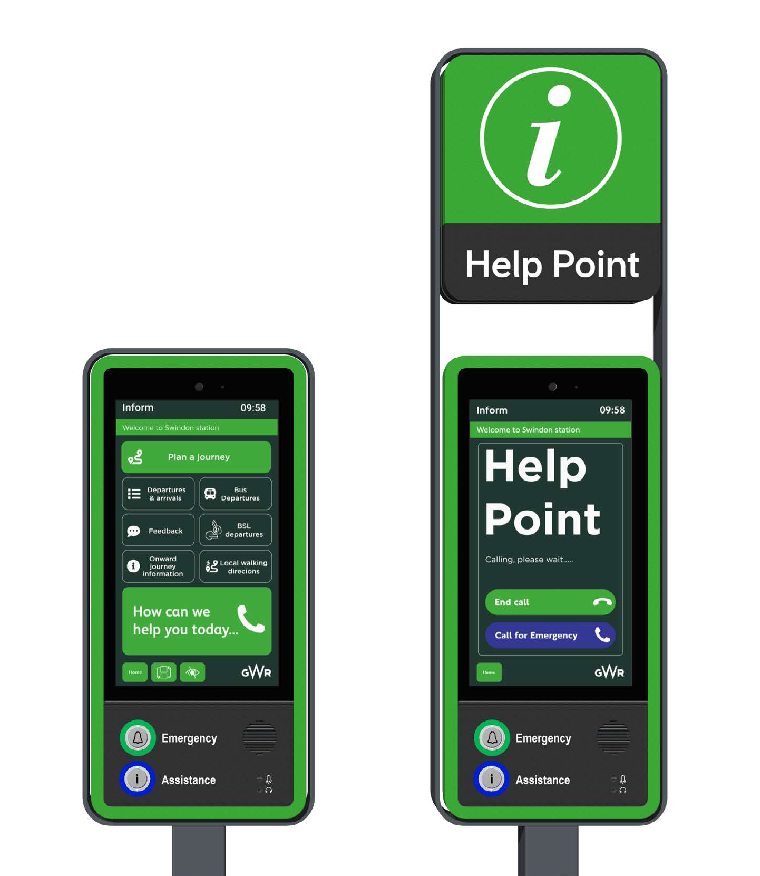 Inform 09:58
Welcome to Swindon station
Plan a journey
Departures
& arrivals
Bus
Departures
Feedback
BSL
departures
Onward
journey
information
Local walking
direcions
How can we
help you today...
Home
GWR
Emergency
i Assistance
i
Help Point
Inform 09:58
Welcome to Swindon station
Help
Point
Calling, please wait.....
End call
Call for Emergency
Home
GWR
Emergency
i Assistance